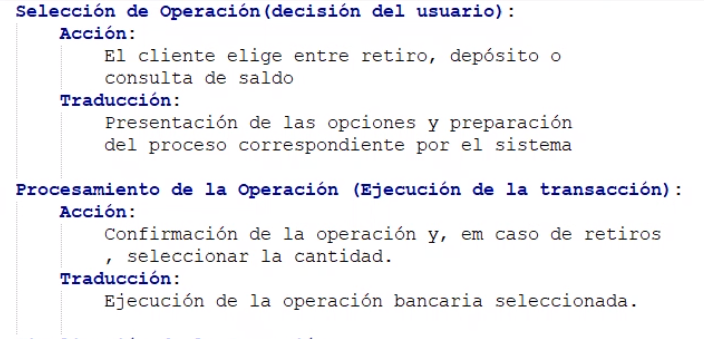 Selección de Operación(decisión del usuario):
Acción:
El cliente elige entre retiro, depósito o
consulta de saldo
Traducción:
Presentación de las opciones y preparación
del proceso correspondiente por el sistema
Procesamiento de la Operación (Ejecución de la transacción):
Acción:
Confirmación de la operación y, em caso de retiros
, seleccionar la cantidad.
Traducción:
Ejecución de la operación bancaria seleccionada.